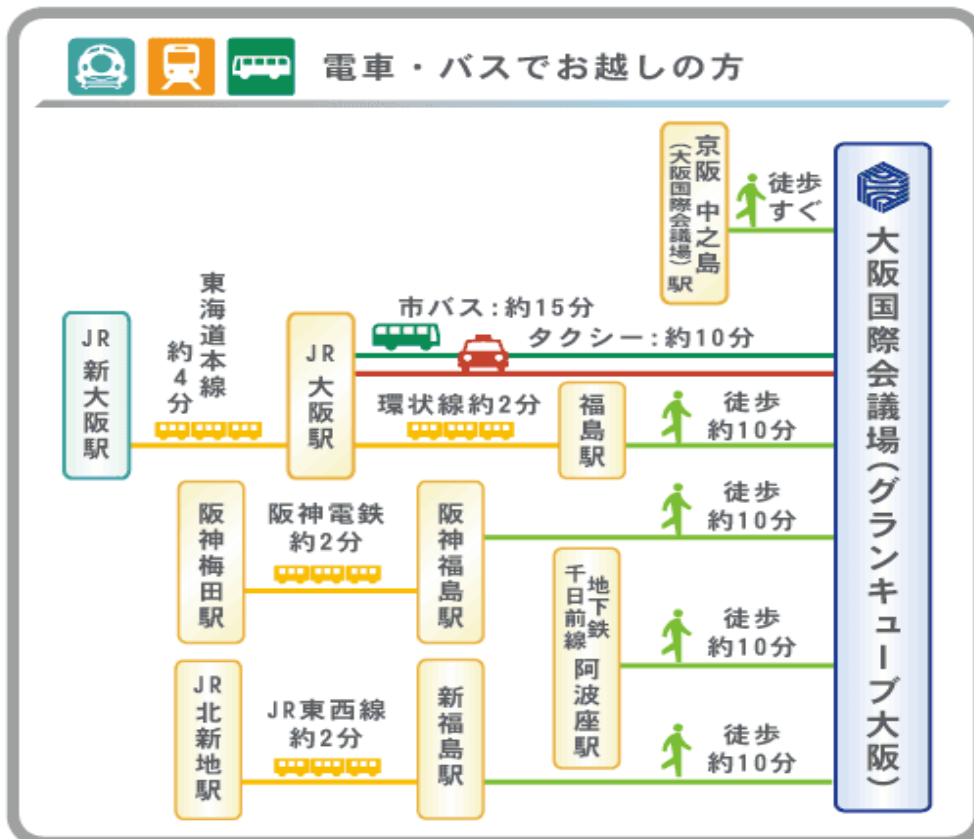 電車・バスでお越しの方
京阪 中之島
(大阪国際会議場)駅
徒歩
すぐ
大阪国際会議場(グランキューブ大阪)
東海道本線
約4分
市バス:約15分
タクシー:約10分
JR
新大阪駅
JR
大阪駅
環状線約2分
福島駅
徒歩
約10分
阪神梅田駅
阪神電鉄
約2分
阪神福島駅
徒歩
約10分
地下鉄
千日前線
阿波座駅
徒歩
約10分
JR
北新地駅
JR東西線
約2分
新福島駅
徒歩
約10分